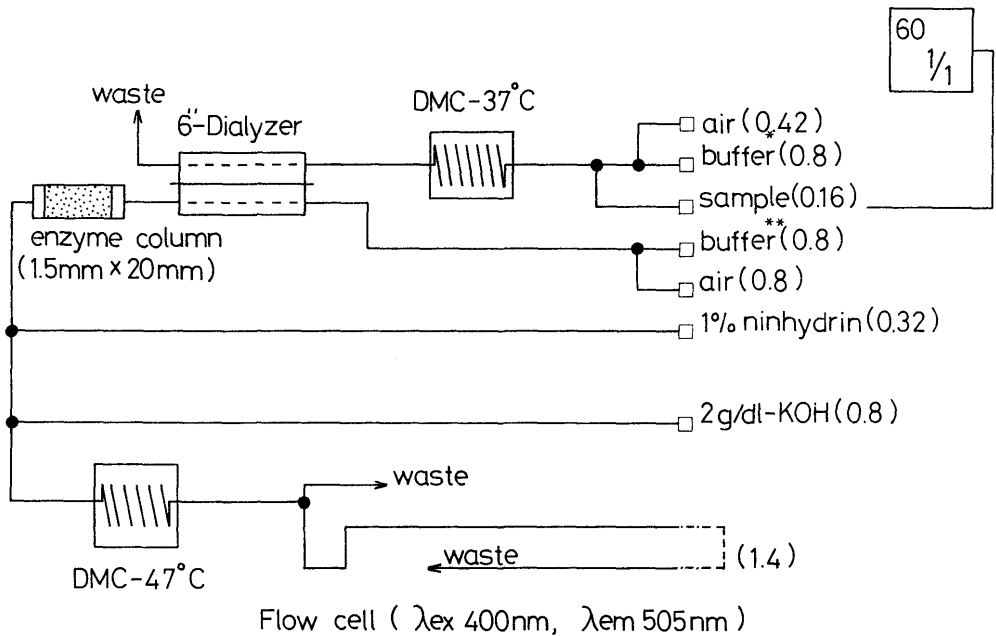 60
1/1
waste
6"-Dialyzer
DMC-37°C
air(0.42)
buffer*(0.8)
sample(0.16)
buffer**(0.8)
air(0.8)
enzyme column
(1.5mm×20mm)
1% ninhydrin(0.32)
2g/dl-KOH(0.8)
waste
waste
(1.4)
DMC-47°C
Flow cell ( λex 400nm, λem 505nm )